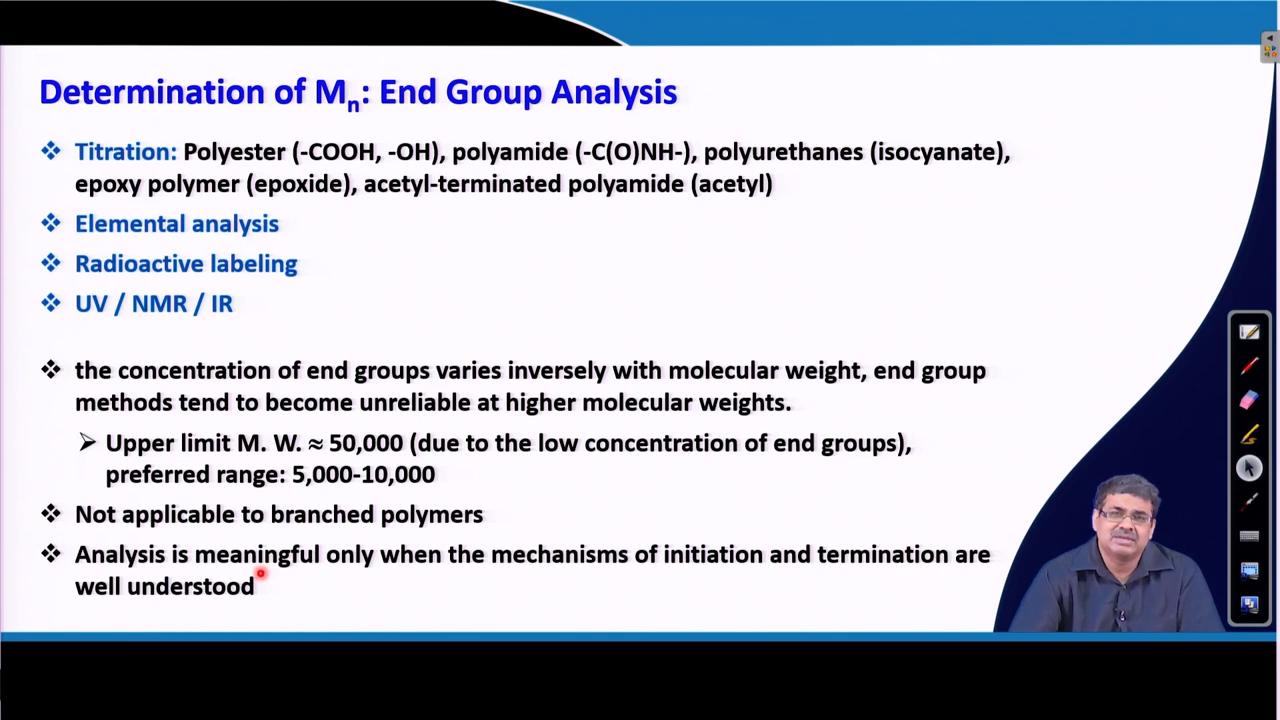 Determination of Mn: End Group Analysis
❖ Titration: Polyester (-COOH, -OH), polyamide (-C(O)NH-), polyurethanes (isocyanate),
epoxy polymer (epoxide), acetyl-terminated polyamide (acetyl)
❖ Elemental analysis
❖ Radioactive labeling
❖ UV / NMR / IR
❖ the concentration of end groups varies inversely with molecular weight, end group
methods tend to become unreliable at higher molecular weights.
➢ Upper limit M. W. ≈ 50,000 (due to the low concentration of end groups),
preferred range: 5,000-10,000
❖ Not applicable to branched polymers
❖ Analysis is meaningful only when the mechanisms of initiation and termination are
well understood